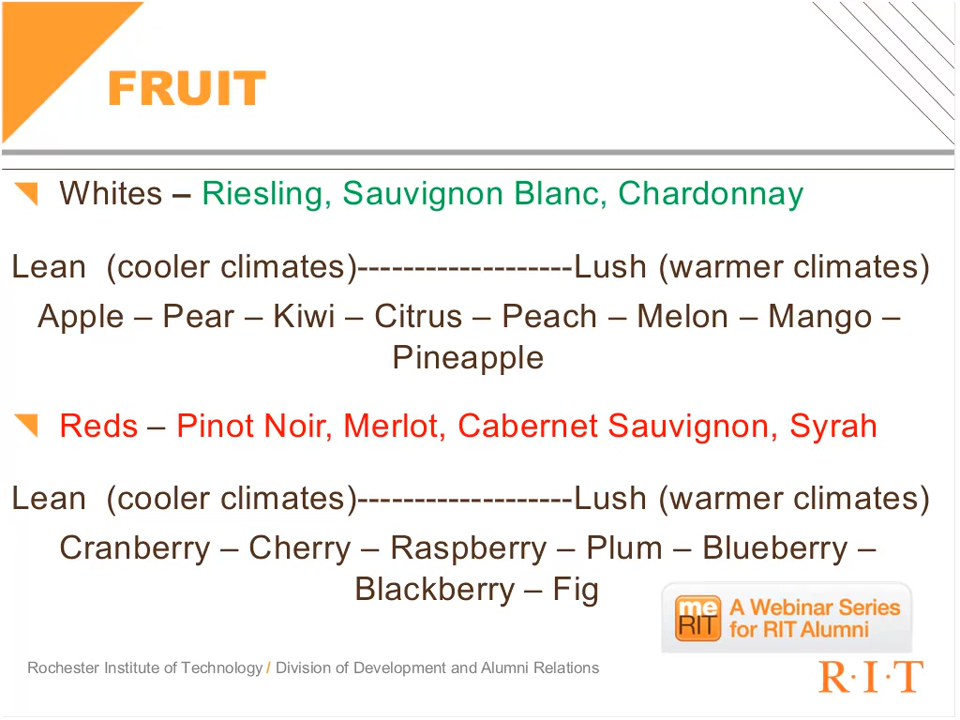 FRUIT
Whites – Riesling, Sauvignon Blanc, Chardonnay
Lean  (cooler climates)-------------------Lush (warmer climates)
Apple – Pear – Kiwi – Citrus – Peach – Melon – Mango –
Pineapple
Reds – Pinot Noir, Merlot, Cabernet Sauvignon, Syrah
Lean  (cooler climates)-------------------Lush (warmer climates)
Cranberry – Cherry – Raspberry – Plum – Blueberry –
Blackberry – Fig
me
RIT
A Webinar Series
for RIT Alumni
Rochester Institute of Technology / Division of Development and Alumni Relations
R·I·T